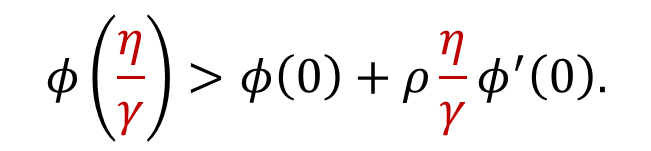 ϕ(η/γ) > ϕ(0) + ρ η/γ ϕ′(0).